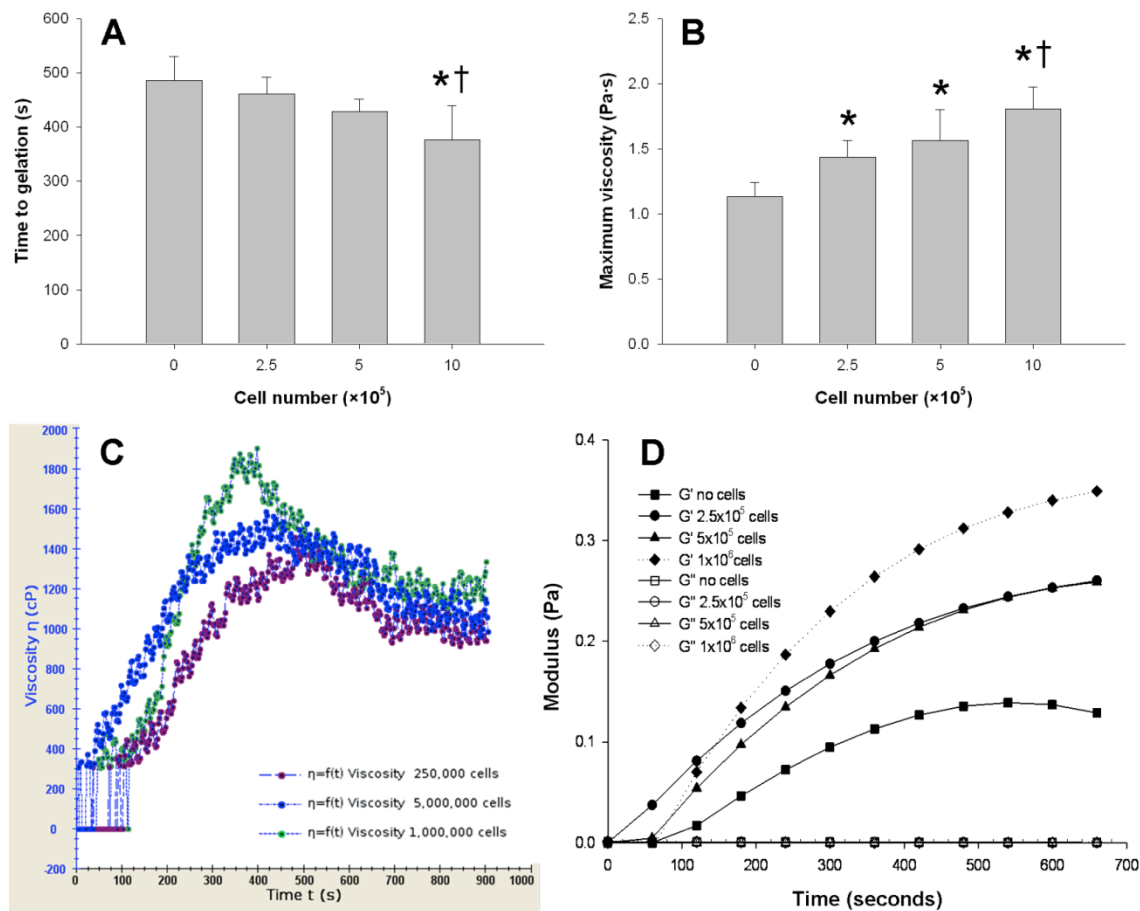 A
Time to gelation (s)
600
500
400
300
200
100
0
*†
0 2.5 5 10
Cell number (×10⁵)
B
Maximum viscosity (Pa·s)
2.5
2.0
1.5
1.0
0.5
0.0
*
*
*†
0 2.5 5 10
Cell number (×10⁵)
C
Viscosity η (cP)
2000
1800
1600
1400
1200
1000
800
600
400
200
0
-200
η=f(t) Viscosity 250,000 cells
η=f(t) Viscosity 5,000,000 cells
η=f(t) Viscosity 1,000,000 cells
0 100 200 300 400 500 600 700 800 900 1000
Time t (s)
D
Modulus (Pa)
0.4
0.3
0.2
0.1
0.0
G' no cells
G' 2.5x10⁵ cells
G' 5x10⁵ cells
G' 1x10⁶ cells
G'' no cells
G'' 2.5x10⁵ cells
G'' 5x10⁵ cells
G'' 1x10⁶ cells
0 100 200 300 400 500 600 700
Time (seconds)